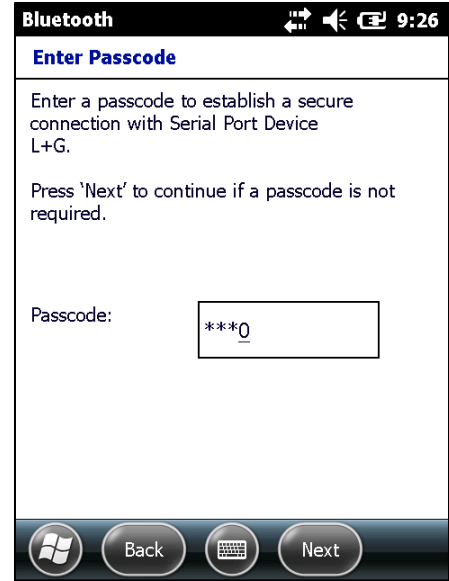 Bluetooth 9:26
Enter Passcode
Enter a passcode to establish a secure
connection with Serial Port Device
L+G.
Press 'Next' to continue if a passcode is not
required.
Passcode: ***0
Back Next